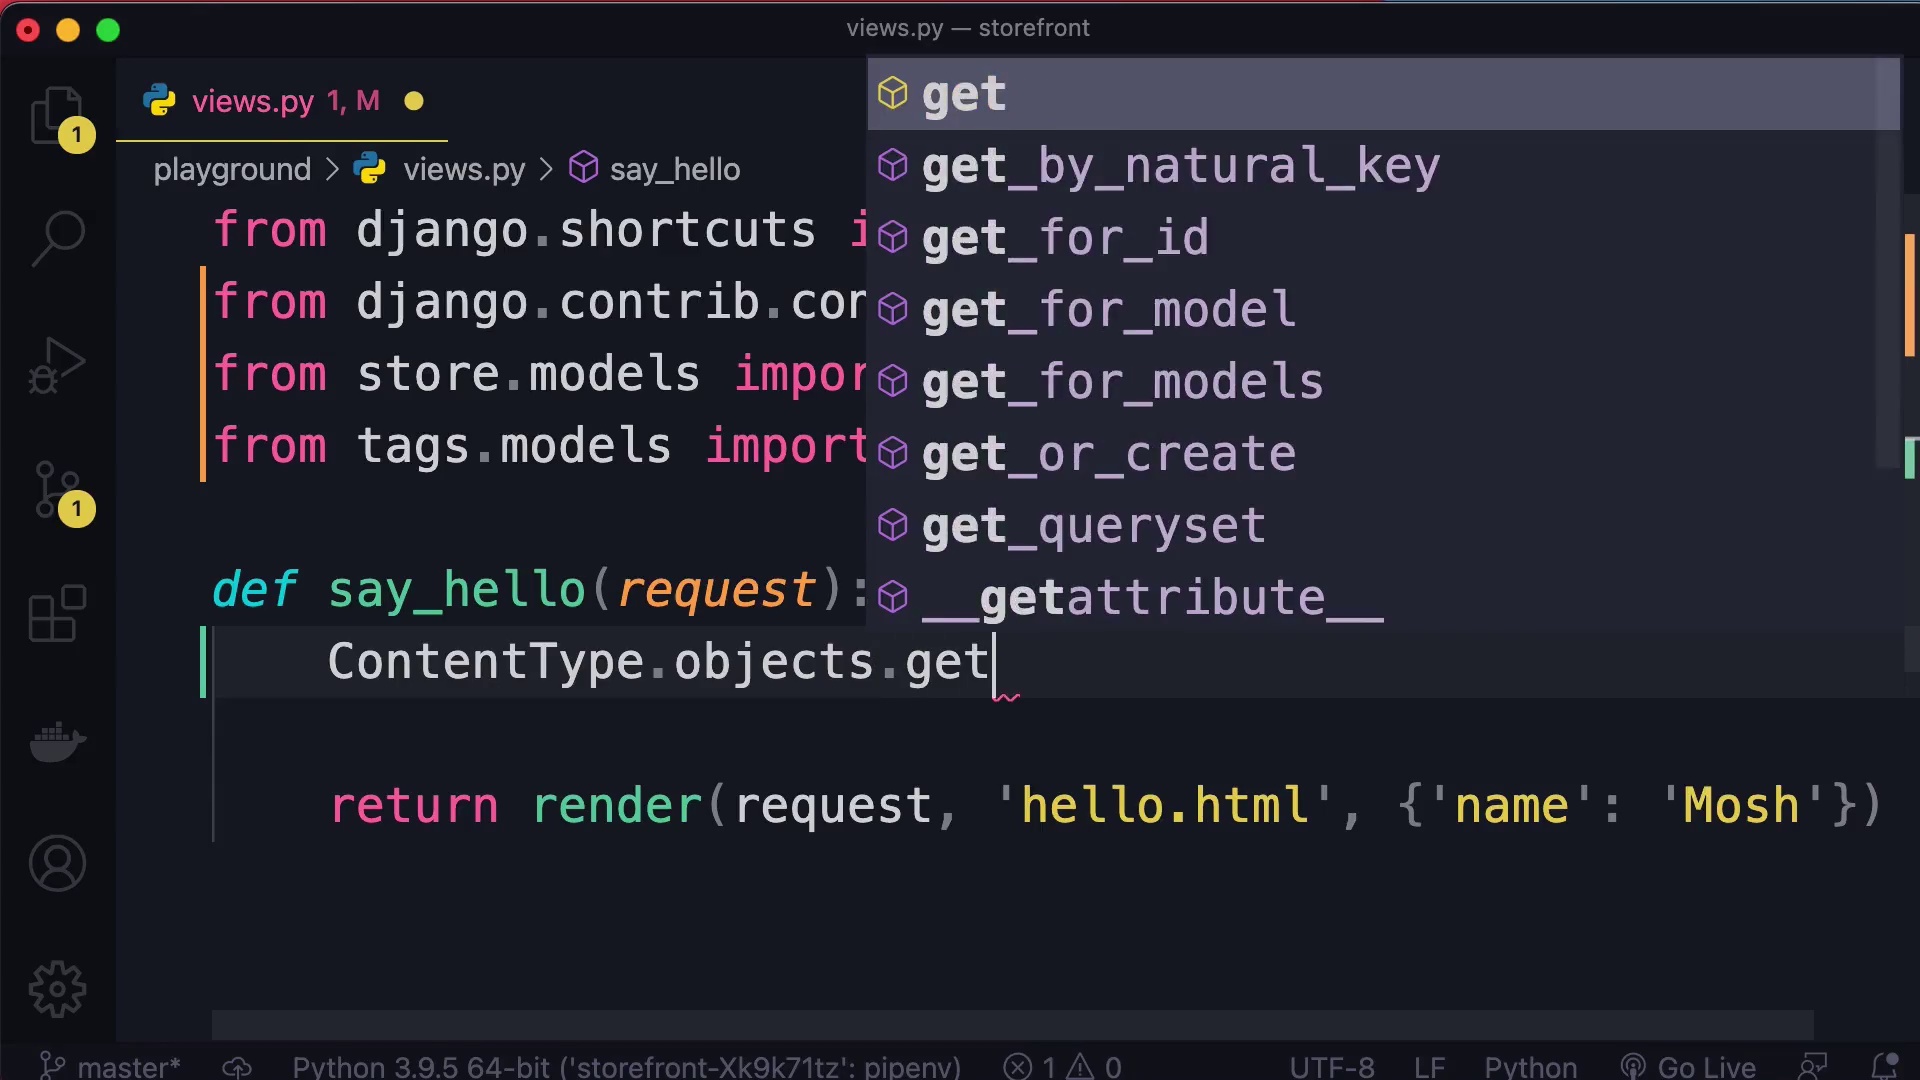 views.py — storefront
views.py 1, M
playground > views.py > say_hello
from django.shortcuts i
from django.contrib.con
from store.models impor
from tags.models import
def say_hello(request):
ContentType.objects.get
return render(request, 'hello.html', {'name': 'Mosh'})
get
get_by_natural_key
get_for_id
get_for_model
get_for_models
get_or_create
get_queryset
__getattribute__
1
1
master* Python 3.9.5 64-bit ('storefront-Xk9k71tz': pipenv) 1 0 UTF-8 LF Python Go Live